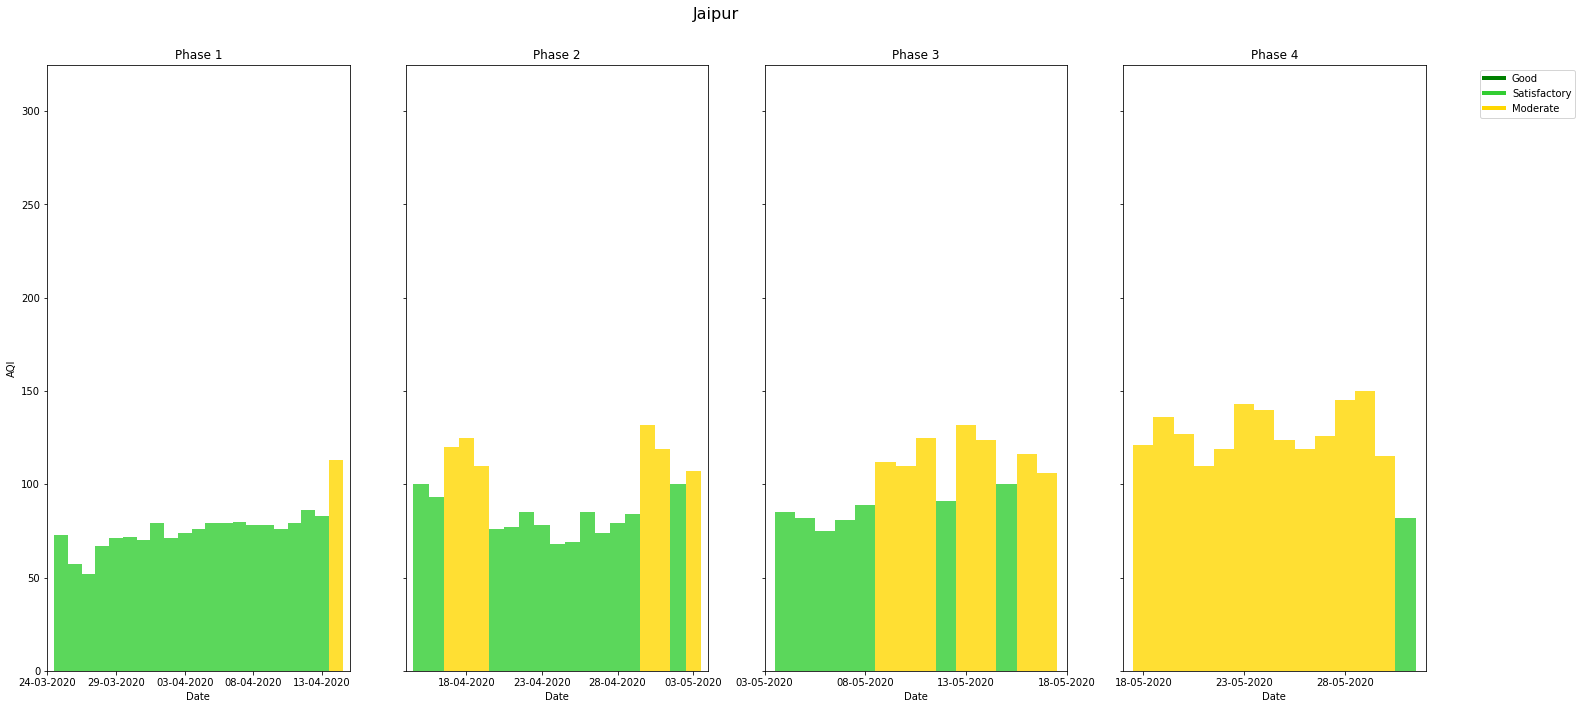 Jaipur
Phase 1
Phase 2
Phase 3
Phase 4
Good
Satisfactory
Moderate
AQI
300
250
200
150
100
50
0
24-03-2020 29-03-2020 03-04-2020 08-04-2020 13-04-2020
Date
18-04-2020 23-04-2020 28-04-2020 03-05-2020
Date
03-05-2020 08-05-2020 13-05-2020 18-05-2020
Date
18-05-2020 23-05-2020 28-05-2020
Date